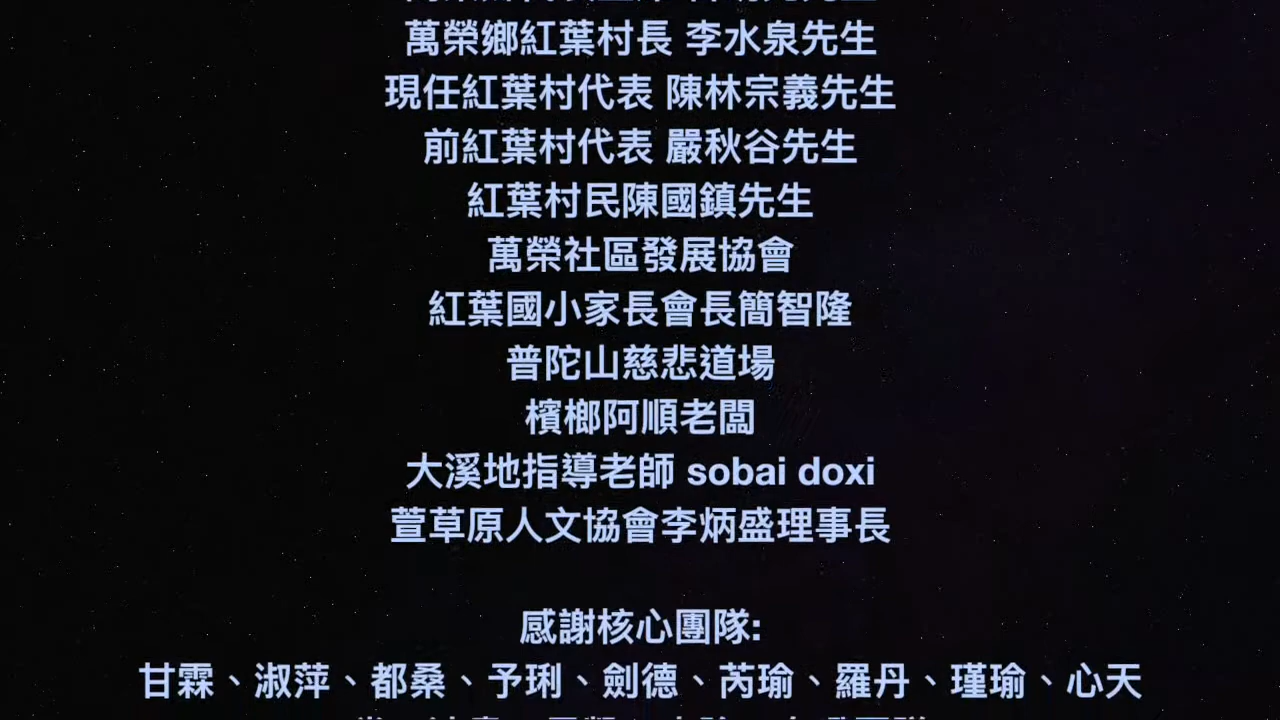 萬榮鄉紅葉村長 李水泉先生
現任紅葉村代表 陳林宗義先生
前紅葉村代表 嚴秋谷先生
紅葉村民陳國鎮先生
萬榮社區發展協會
紅葉國小家長會長簡智隆
普陀山慈悲道場
檳榔阿順老闆
大溪地指導老師 sobai doxi
萱草原人文協會李炳盛理事長
感謝核心團隊:
甘霖、淑萍、都桑、予琍、劍德、芮瑜、羅丹、瑾瑜、心天